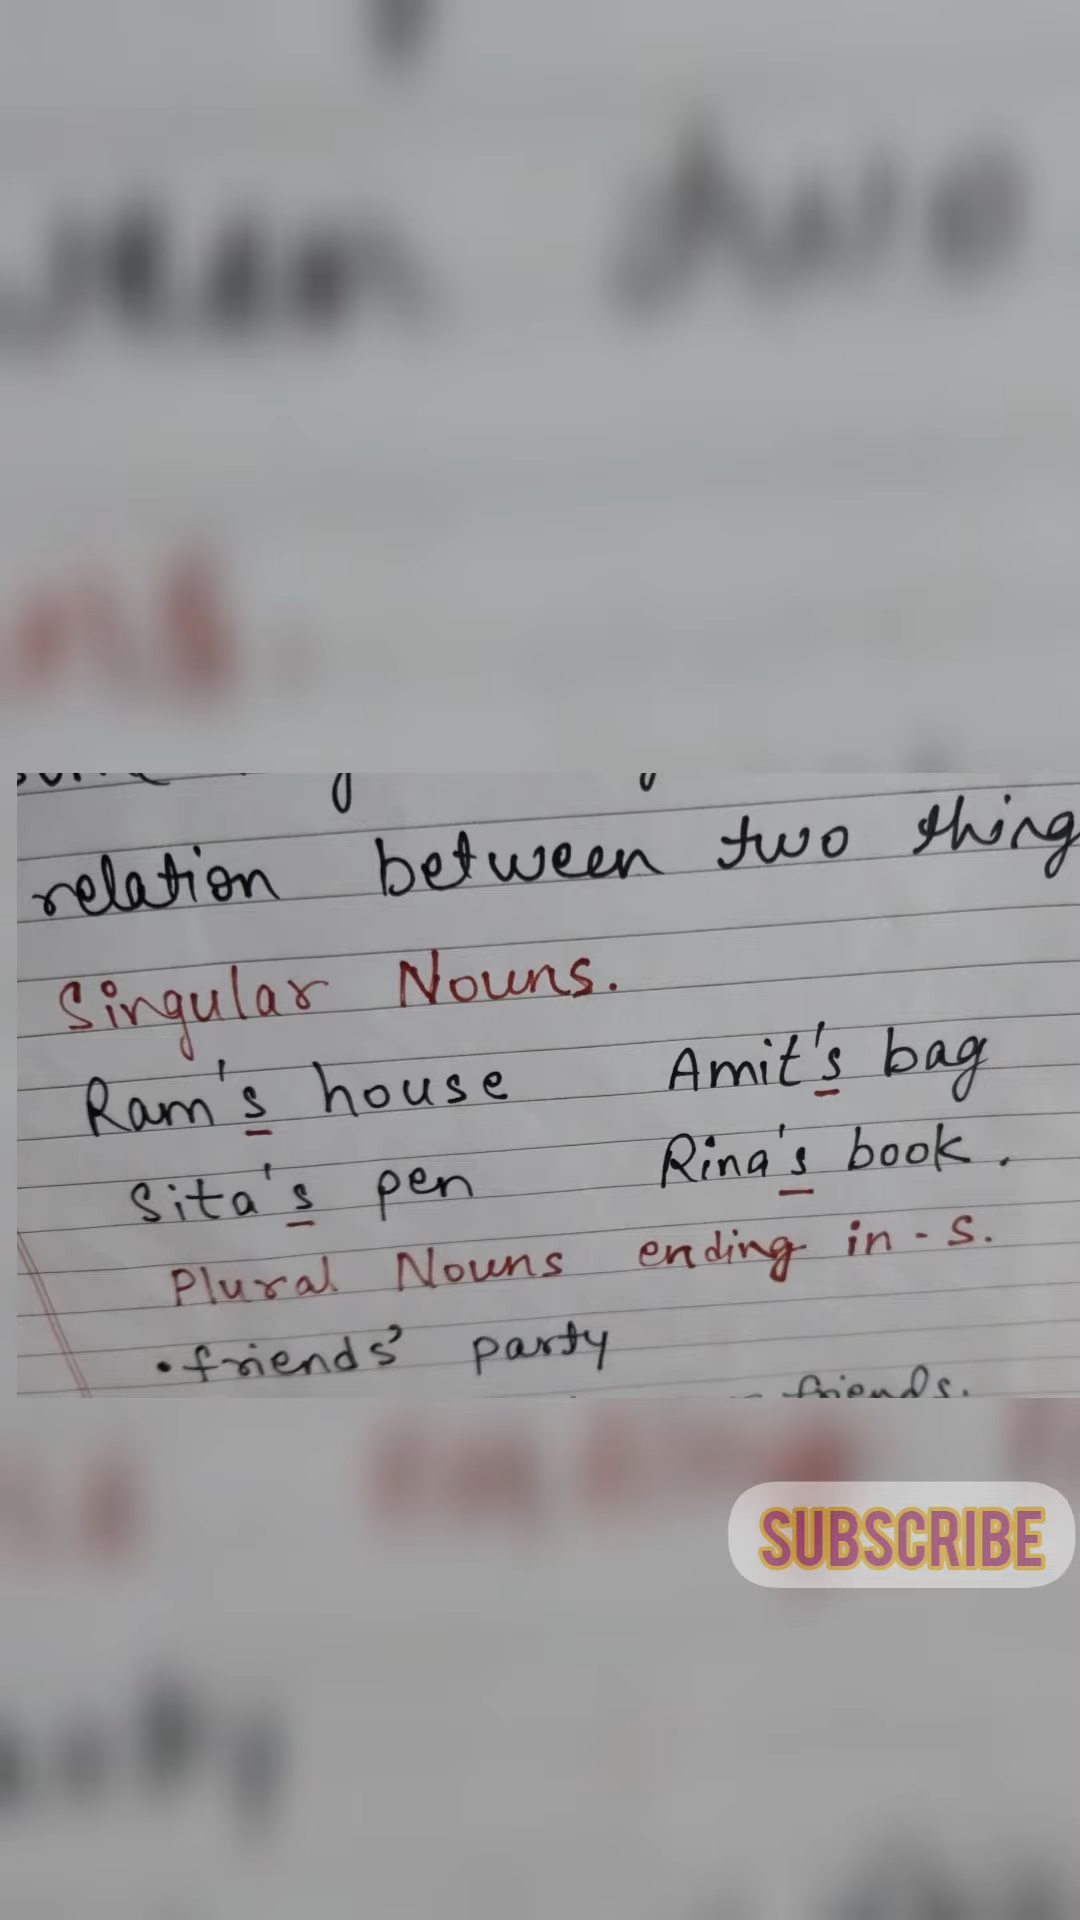 relation between two thing
Singular Nouns.
Ram's house Amit's bag
Sita's pen Rina's book.
Plural Nouns ending in - s.
• friends' party
friends.
SUBSCRIBE